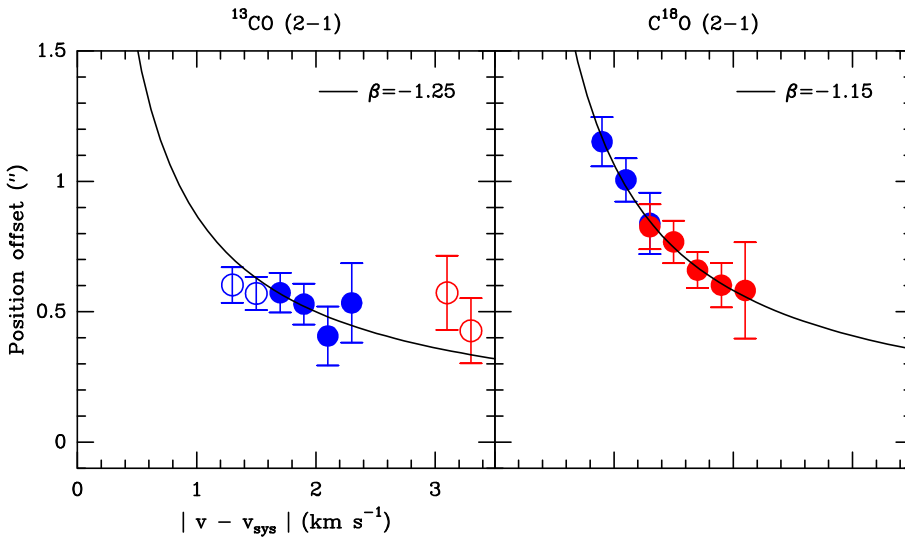 ¹³CO (2−1)
C¹⁸O (2−1)
1.5
1
0.5
0
Position offset (″)
β=−1.25
β=−1.15
0
1
2
3
| v − v_sys | (km s⁻¹)